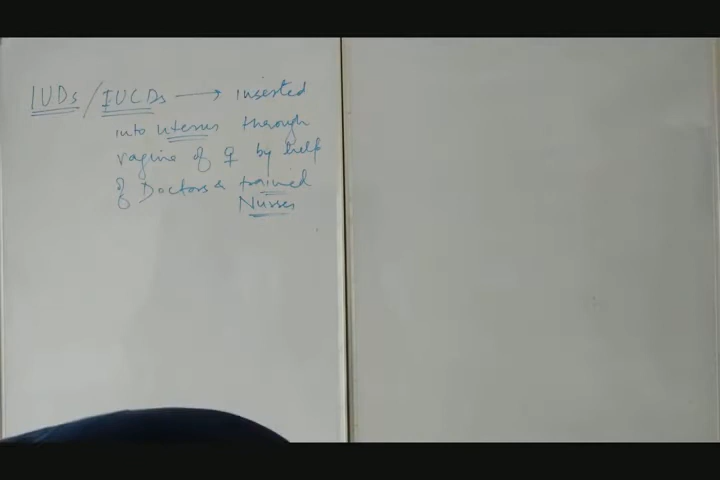 IUDs / IUCDs → inserted
into uterus through
vagina of ♀ by help
of Doctors & trained
Nurses